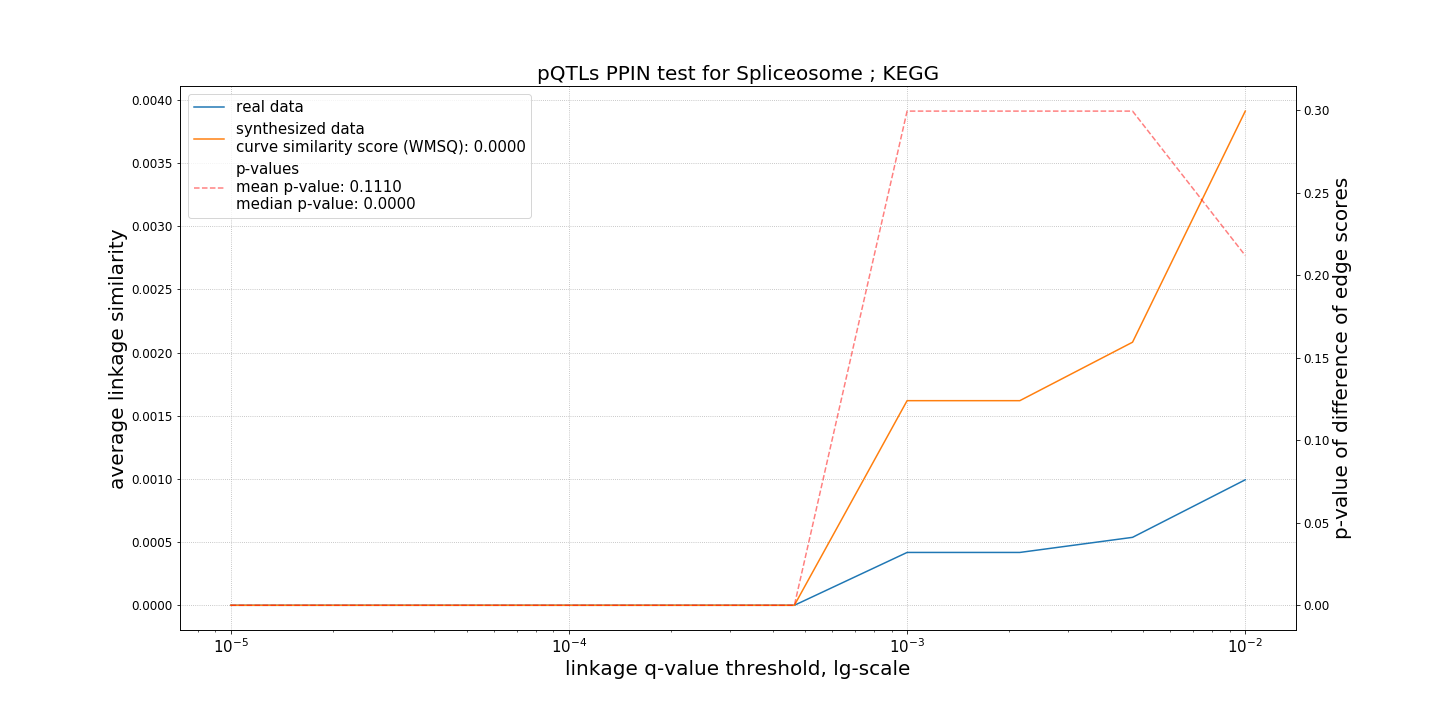 pQTLs PPIN test for Spliceosome ; KEGG
real data
synthesized data
curve similarity score (WMSQ): 0.0000
p-values
mean p-value: 0.1110
median p-value: 0.0000
average linkage similarity
0.0040
0.0035
0.0030
0.0025
0.0020
0.0015
0.0010
0.0005
0.0000
0.30
0.25
0.20
0.15
0.10
0.05
0.00
p-value of difference of edge scores
10⁻⁵ 10⁻⁴ 10⁻³ 10⁻²
linkage q-value threshold, lg-scale